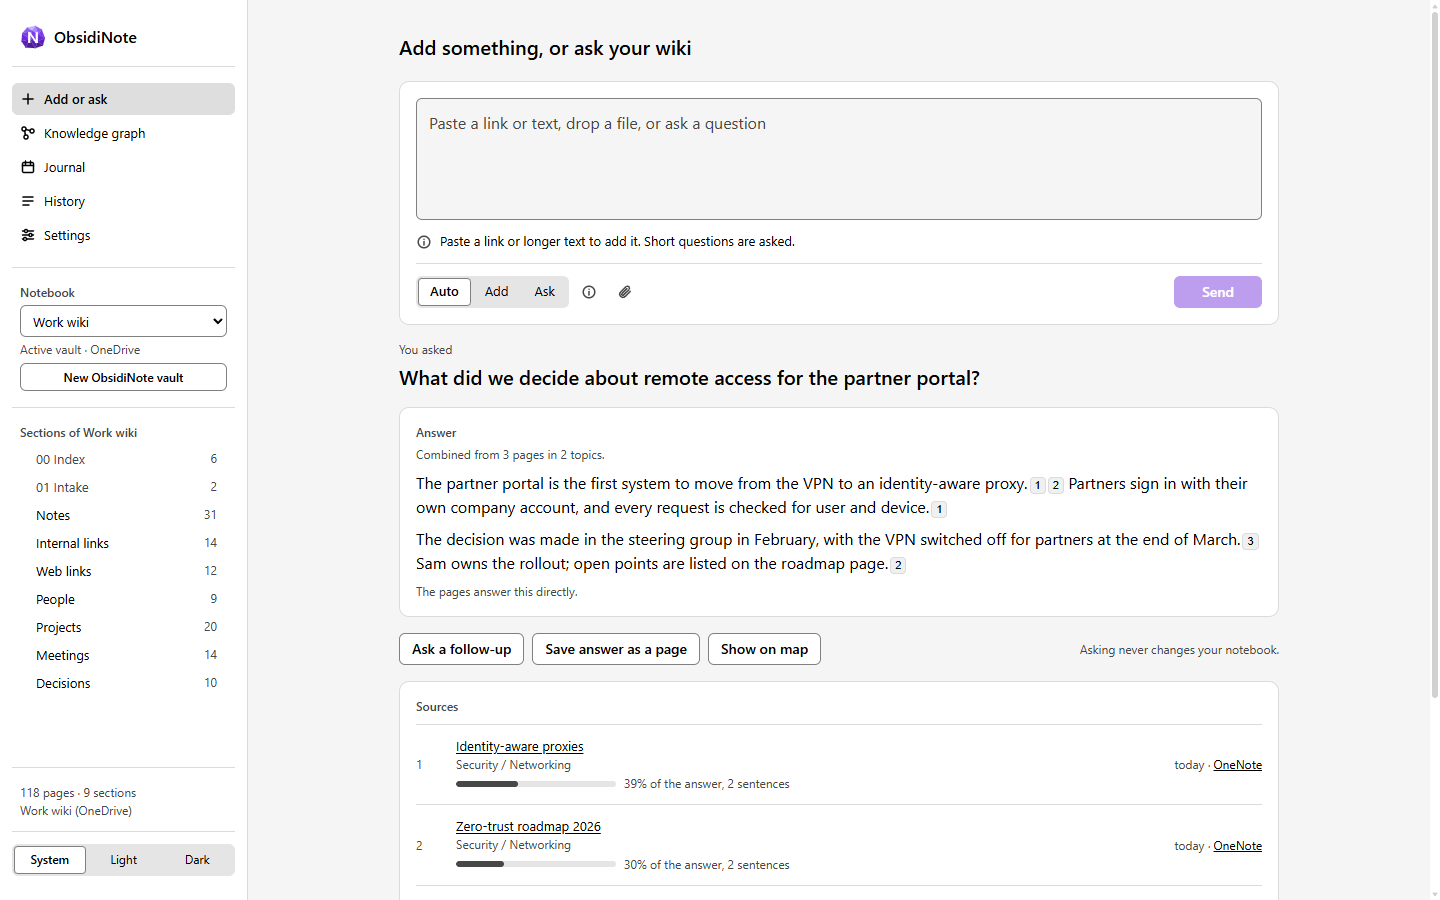 N ObsidiNote
Add or ask
Knowledge graph
Journal
History
Settings
Notebook
Work wiki
Active vault · OneDrive
New ObsidiNote vault
Sections of Work wiki
00 Index 6
01 Intake 2
Notes 31
Internal links 14
Web links 12
People 9
Projects 20
Meetings 14
Decisions 10
118 pages · 9 sections
Work wiki (OneDrive)
System Light Dark
Add something, or ask your wiki
Paste a link or text, drop a file, or ask a question
Paste a link or longer text to add it. Short questions are asked.
Auto Add Ask Send
You asked
What did we decide about remote access for the partner portal?
Answer
Combined from 3 pages in 2 topics.
The partner portal is the first system to move from the VPN to an identity-aware proxy. 1 2 Partners sign in with their
own company account, and every request is checked for user and device. 1
The decision was made in the steering group in February, with the VPN switched off for partners at the end of March. 3
Sam owns the rollout; open points are listed on the roadmap page. 2
The pages answer this directly.
Ask a follow-up Save answer as a page Show on map Asking never changes your notebook.
Sources
1 Identity-aware proxies
Security / Networking today · OneNote
39% of the answer, 2 sentences
2 Zero-trust roadmap 2026
Security / Networking today · OneNote
30% of the answer, 2 sentences